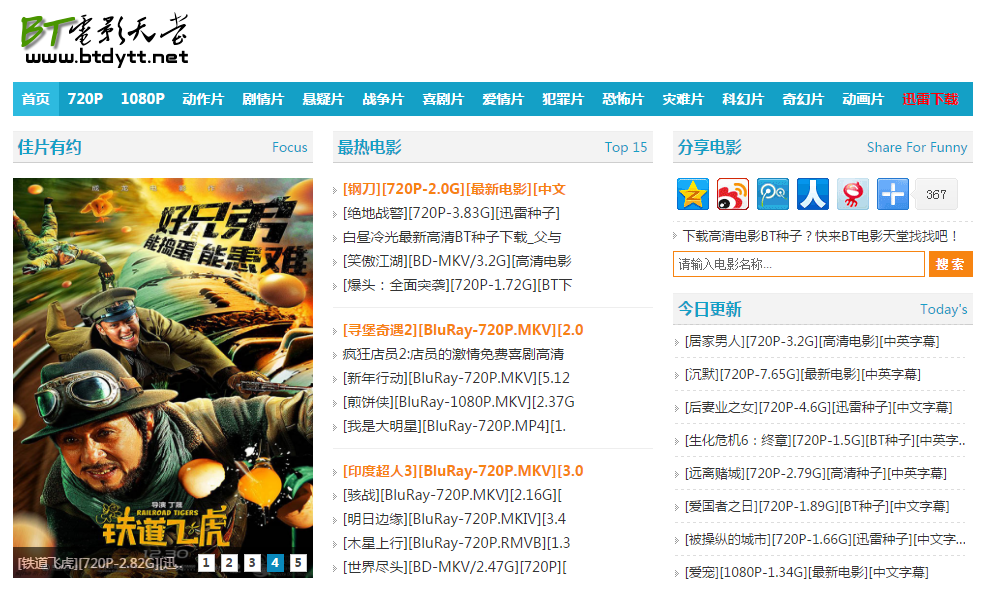 BT電影天堂
www.btdytt.net
首页 720P 1080P 动作片 剧情片 悬疑片 战争片 喜剧片 爱情片 犯罪片 恐怖片 灾难片 科幻片 奇幻片 动画片 迅雷下载
佳片有约 Focus
好兄弟
能捣蛋 能患难
导演 丁晟
RAILROAD TIGERS
铁道飞虎
12.30
[铁道飞虎][720P-2.82G][迅..
1 2 3 4 5
最热电影 Top 15
[钢刀][720P-2.0G][最新电影][中文
[绝地战警][720P-3.83G][迅雷种子]
白昼冷光最新高清BT种子下载_父与
[笑傲江湖][BD-MKV/3.2G][高清电影
[爆头：全面突袭][720P-1.72G][BT下
[寻堡奇遇2][BluRay-720P.MKV][2.0
疯狂店员2:店员的激情免费喜剧高清
[新年行动][BluRay-720P.MKV][5.12
[煎饼侠][BluRay-1080P.MKV][2.37G
[我是大明星][BluRay-720P.MP4][1.
[印度超人3][BluRay-720P.MKV][3.0
[骇战][BluRay-720P.MKV][2.16G][
[明日边缘][BluRay-720P.MKIV][3.4
[木星上行][BluRay-720P.RMVB][1.3
[世界尽头][BD-MKV/2.47G][720P][
分享电影 Share For Funny
367
下载高清电影BT种子？快来BT电影天堂找找吧！
请输入电影名称... 搜 索
今日更新 Today's
[居家男人][720P-3.2G][高清电影][中英字幕]
[沉默][720P-7.65G][最新电影][中英字幕]
[后妻业之女][720P-4.6G][迅雷种子][中文字幕]
[生化危机6：终章][720P-1.5G][BT种子][中英字..
[远离赌城][720P-2.79G][高清种子][中英字幕]
[爱国者之日][720P-1.89G][BT种子][中文字幕]
[被操纵的城市][720P-1.66G][迅雷种子][中文字...
[爱宠][1080P-1.34G][最新电影][中文字幕]